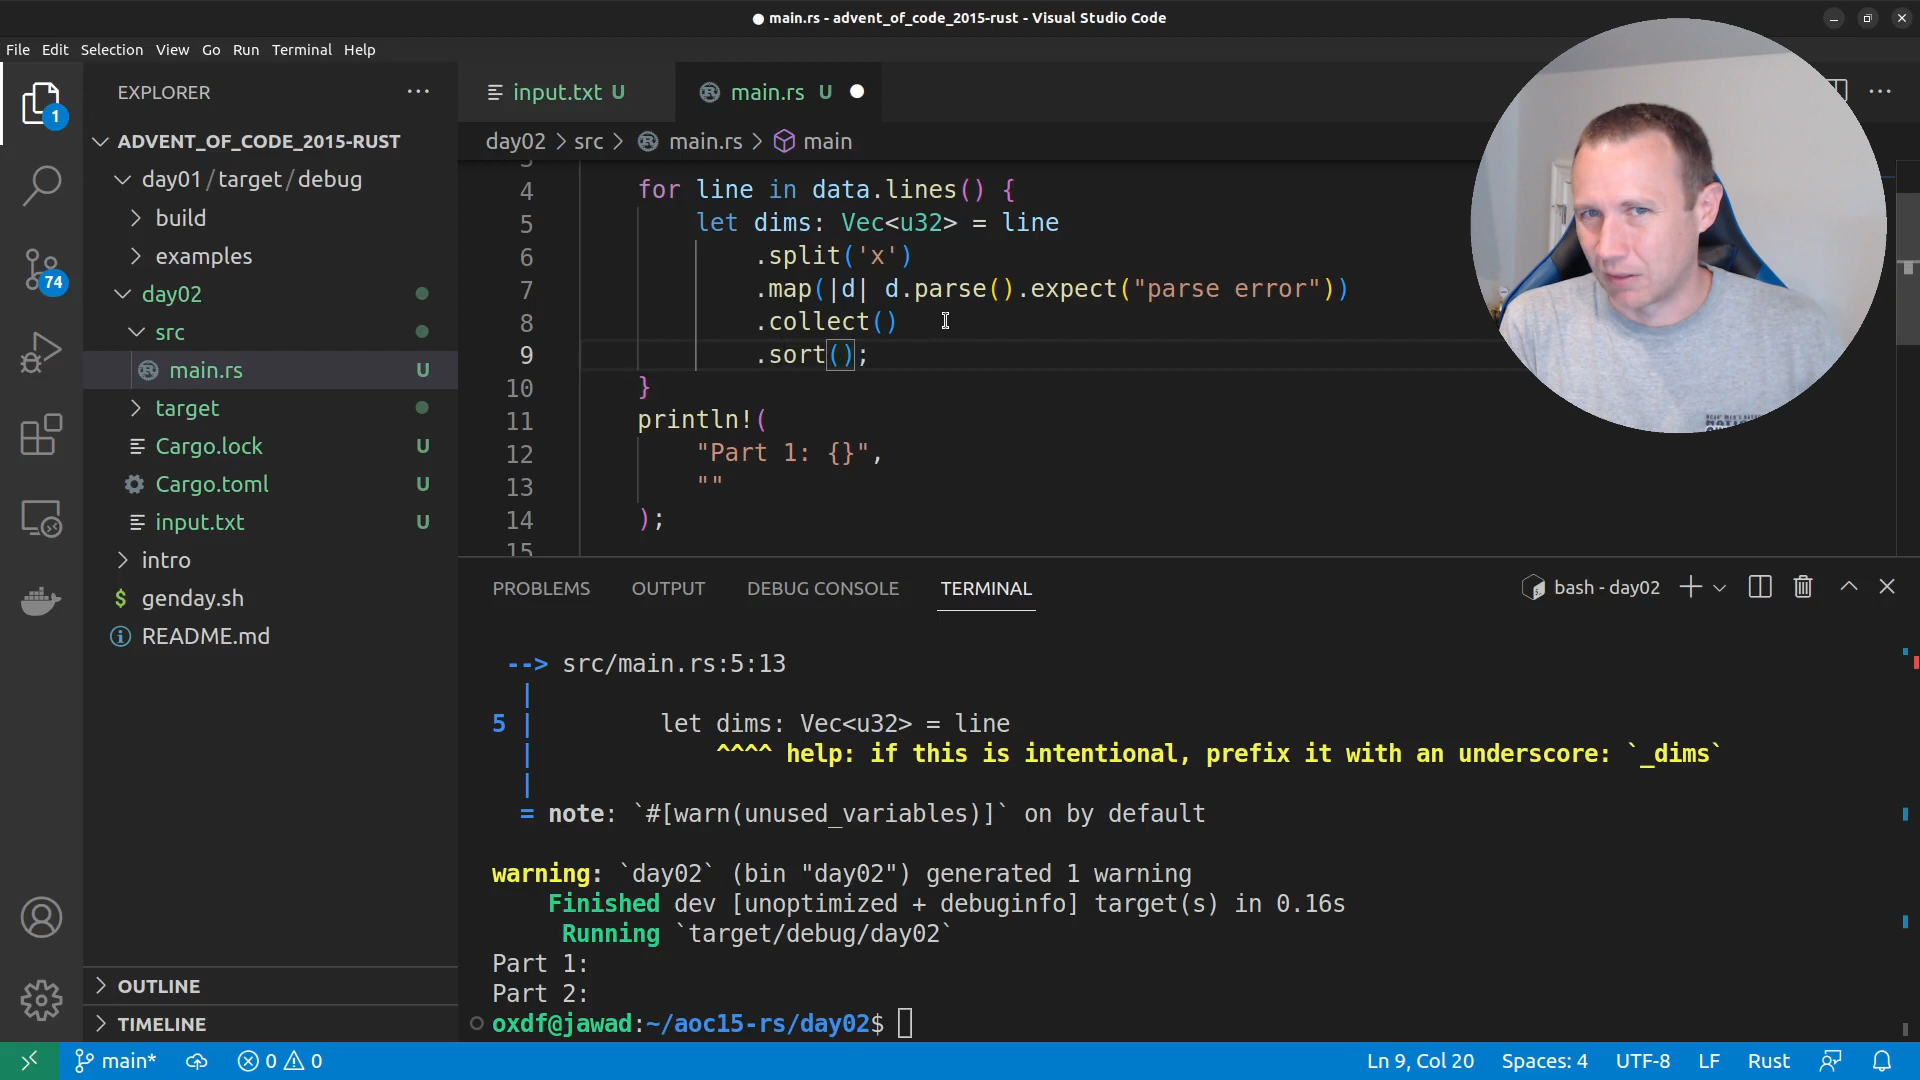 ● main.rs - advent_of_code_2015-rust - Visual Studio Code
File Edit Selection View Go Run Terminal Help
EXPLORER
input.txt U
main.rs U
1
ADVENT_OF_CODE_2015-RUST
day02 > src > main.rs > main
day01 / target / debug
build
examples
74
day02
src
main.rs U
target
Cargo.lock U
Cargo.toml U
input.txt U
intro
genday.sh
README.md
OUTLINE
TIMELINE
4 for line in data.lines() {
5 let dims: Vec<u32> = line
6 .split('x')
7 .map(|d| d.parse().expect("parse error"))
8 .collect()
9 .sort();
10 }
11 println!(
12 "Part 1: {}",
13 ""
14 );
15
PROBLEMS OUTPUT DEBUG CONSOLE TERMINAL
bash - day02
--> src/main.rs:5:13
|
5 | let dims: Vec<u32> = line
| ^^^^ help: if this is intentional, prefix it with an underscore: `_dims`
|
= note: `#[warn(unused_variables)]` on by default
warning: `day02` (bin "day02") generated 1 warning
Finished dev [unoptimized + debuginfo] target(s) in 0.16s
Running `target/debug/day02`
Part 1:
Part 2:
oxdf@jawad:~/aoc15-rs/day02$
main* 0 0
Ln 9, Col 20 Spaces: 4 UTF-8 LF Rust